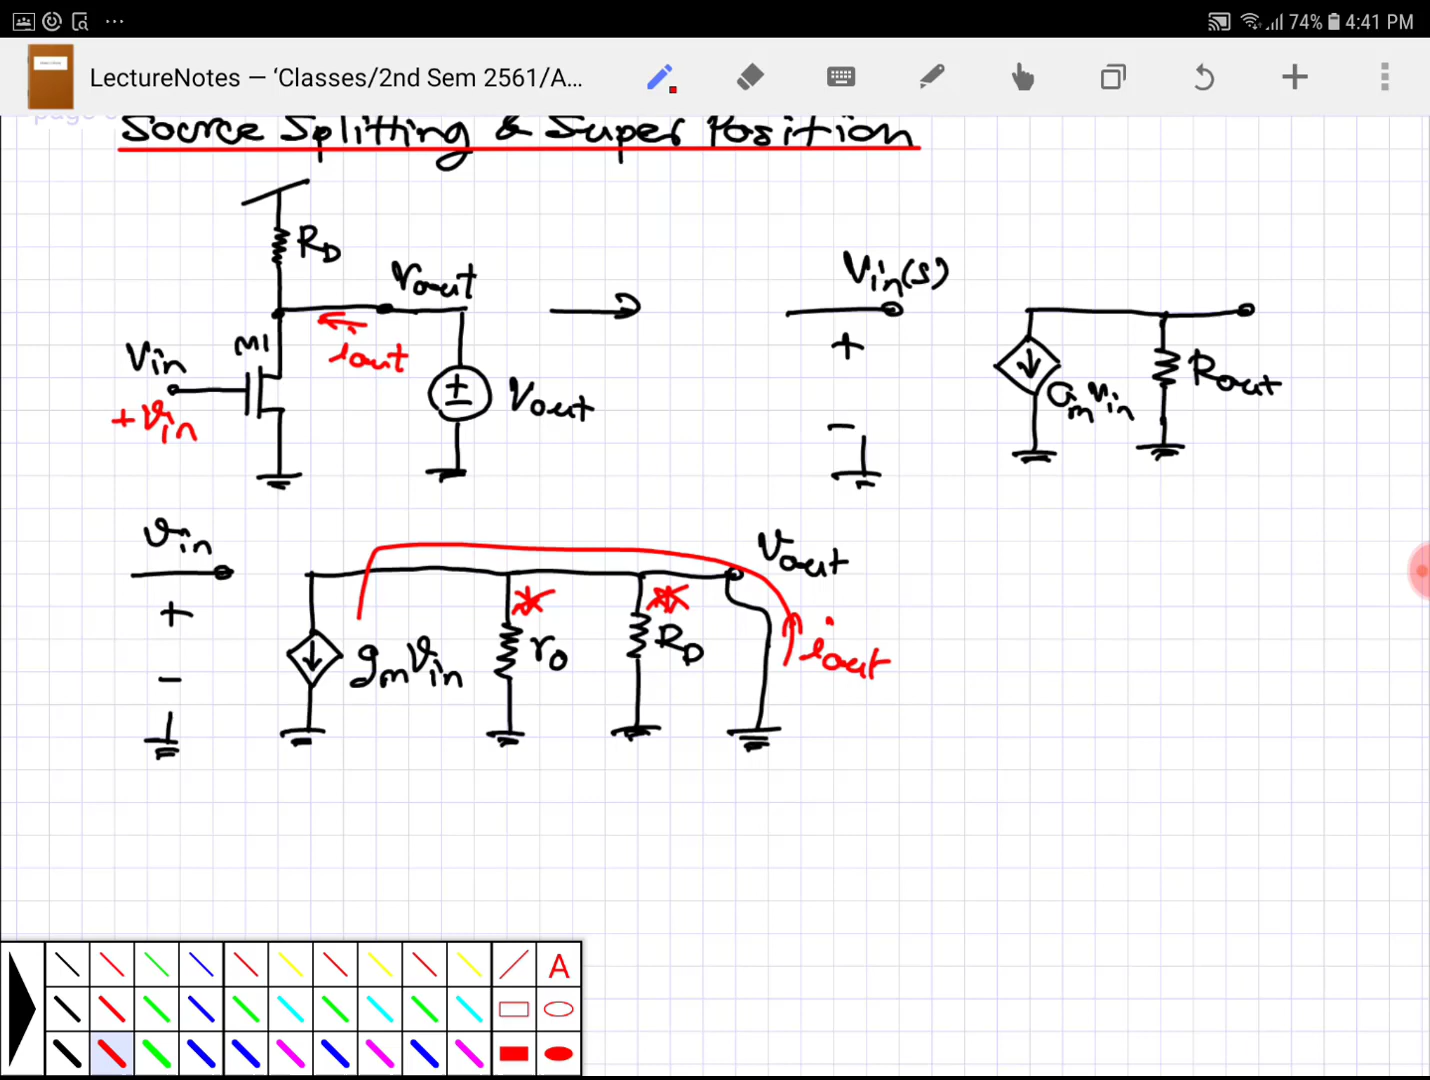 74% 4:41 PM
LectureNotes — ‘Classes/2nd Sem 2561/A...
page
Source Splitting & Super Position
RD
Vout
Vin(s)
M1
iout
Vin
+
Rout
+vin
+
−
Vout
Gmvin
−
vin
Vout
+
gmvin
ro
RD
iout
−
A